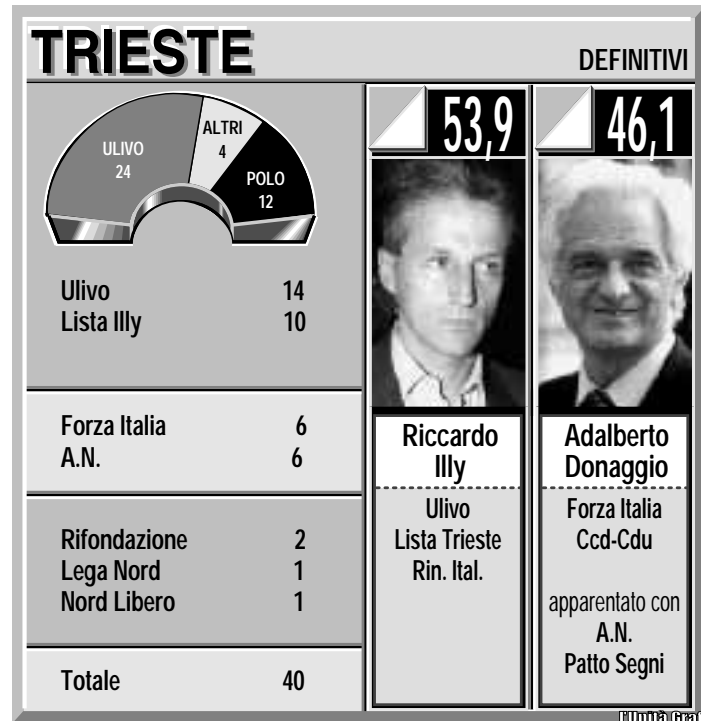 TRIESTE
DEFINITIVI
ULIVO
24
ALTRI
4
POLO
12
Ulivo 14
Lista Illy 10
Forza Italia 6
A.N. 6
Rifondazione 2
Lega Nord 1
Nord Libero 1
Totale 40
53,9
Riccardo
Illy
Ulivo
Lista Trieste
Rin. Ital.
46,1
Adalberto
Donaggio
Forza Italia
Ccd-Cdu
apparentato con
A.N.
Patto Segni
l'Unità